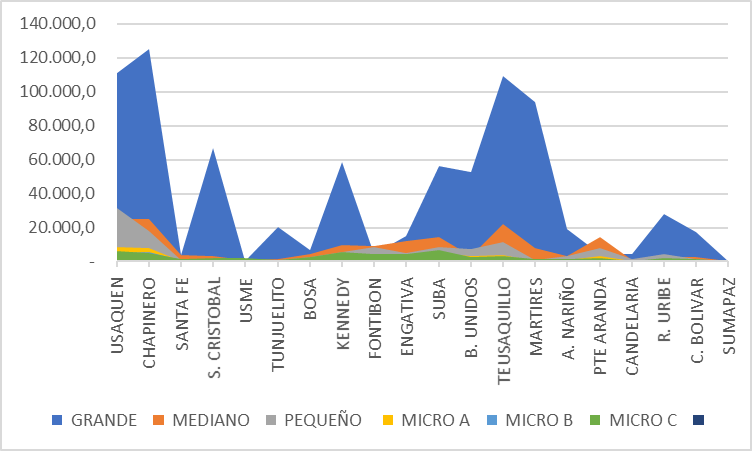 140.000,0
120.000,0
100.000,0
80.000,0
60.000,0
40.000,0
20.000,0
-
USAQUEN
CHAPINERO
SANTA FE
S. CRISTOBAL
USME
TUNJUELITO
BOSA
KENNEDY
FONTIBON
ENGATIVA
SUBA
B. UNIDOS
TEUSAQUILLO
MARTIRES
A. NARIÑO
PTE ARANDA
CANDELARIA
R. URIBE
C. BOLIVAR
SUMAPAZ
GRANDE MEDIANO PEQUEÑO MICRO A MICRO B MICRO C